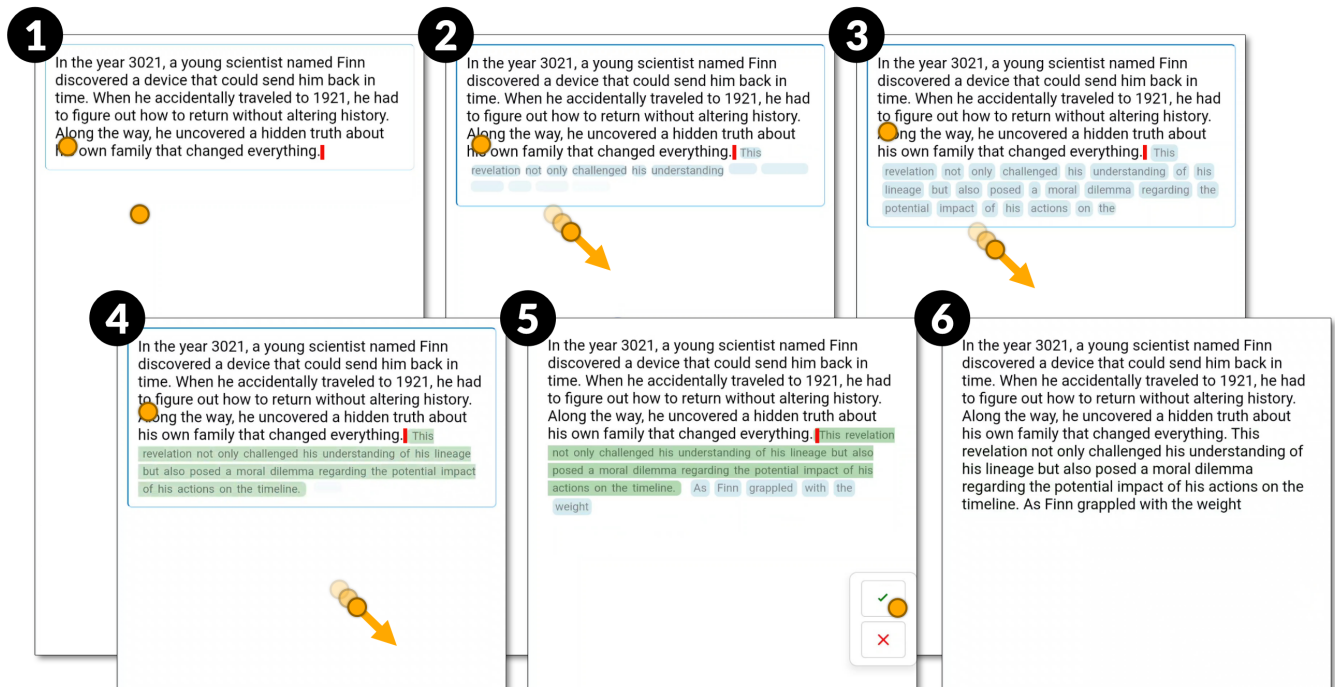 1
In the year 3021, a young scientist named Finn
discovered a device that could send him back in
time. When he accidentally traveled to 1921, he had
to figure out how to return without altering history.
Along the way, he uncovered a hidden truth about
his own family that changed everything.
2
In the year 3021, a young scientist named Finn
discovered a device that could send him back in
time. When he accidentally traveled to 1921, he had
to figure out how to return without altering history.
Along the way, he uncovered a hidden truth about
his own family that changed everything. This
revelation not only challenged his understanding
3
In the year 3021, a young scientist named Finn
discovered a device that could send him back in
time. When he accidentally traveled to 1921, he had
to figure out how to return without altering history.
Along the way, he uncovered a hidden truth about
his own family that changed everything. This
revelation not only challenged his understanding of his
lineage but also posed a moral dilemma regarding the
potential impact of his actions on the
4
In the year 3021, a young scientist named Finn
discovered a device that could send him back in
time. When he accidentally traveled to 1921, he had
to figure out how to return without altering history.
Along the way, he uncovered a hidden truth about
his own family that changed everything. This
revelation not only challenged his understanding of his lineage
but also posed a moral dilemma regarding the potential impact
of his actions on the timeline.
5
In the year 3021, a young scientist named Finn
discovered a device that could send him back in
time. When he accidentally traveled to 1921, he had
to figure out how to return without altering history.
Along the way, he uncovered a hidden truth about
his own family that changed everything. This revelation
not only challenged his understanding of his lineage but also
posed a moral dilemma regarding the potential impact of his
actions on the timeline. As Finn grappled with the
weight
6
In the year 3021, a young scientist named Finn
discovered a device that could send him back in
time. When he accidentally traveled to 1921, he had
to figure out how to return without altering history.
Along the way, he uncovered a hidden truth about
his own family that changed everything. This
revelation not only challenged his understanding of
his lineage but also posed a moral dilemma
regarding the potential impact of his actions on the
timeline. As Finn grappled with the weight